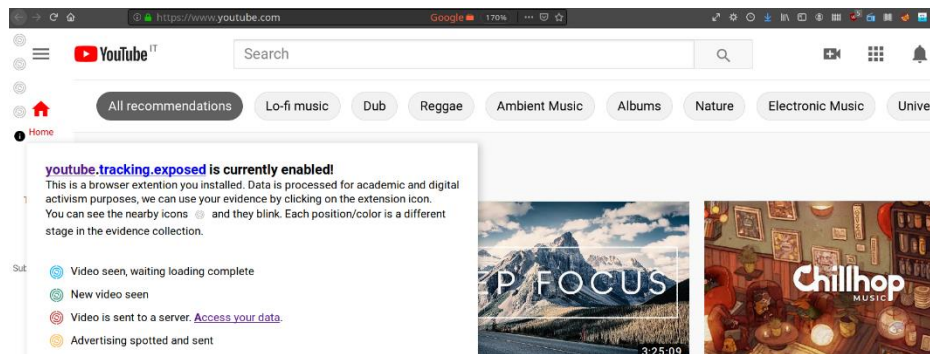 https://www.youtube.com Google 170%
YouTube IT
Search
All recommendations Lo-fi music Dub Reggae Ambient Music Albums Nature Electronic Music Unive
Home
youtube.tracking.exposed is currently enabled!
This is a browser extention you installed. Data is processed for academic and digital
activism purposes, we can use your evidence by clicking on the extension icon.
You can see the nearby icons and they blink. Each position/color is a different
stage in the evidence collection.
Sut
Video seen, waiting loading complete
New video seen
Video is sent to a server. Access your data.
Advertising spotted and sent
EP FOCUS
3:25:09
Chillhop
MUSIC